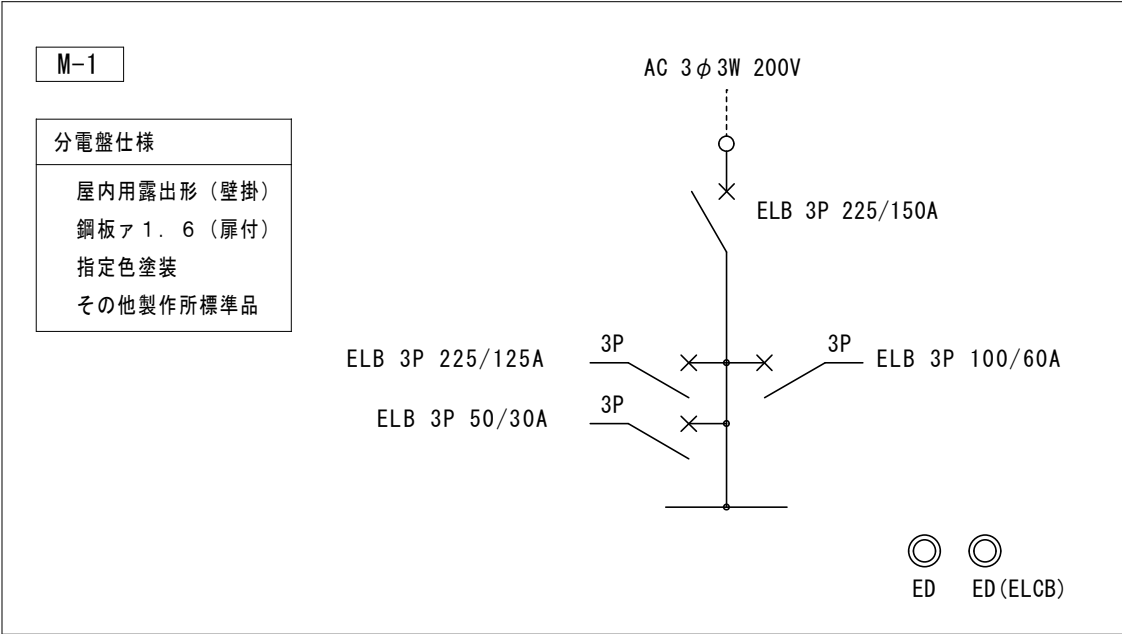 M-1
AC 3φ3W 200V
分電盤仕様
屋内用露出形（壁掛）
鋼板ァ１．６（扉付）
指定色塗装
その他製作所標準品
ELB 3P 225/150A
ELB 3P 225/125A
3P
3P
ELB 3P 100/60A
ELB 3P 50/30A
3P
ED
ED(ELCB)